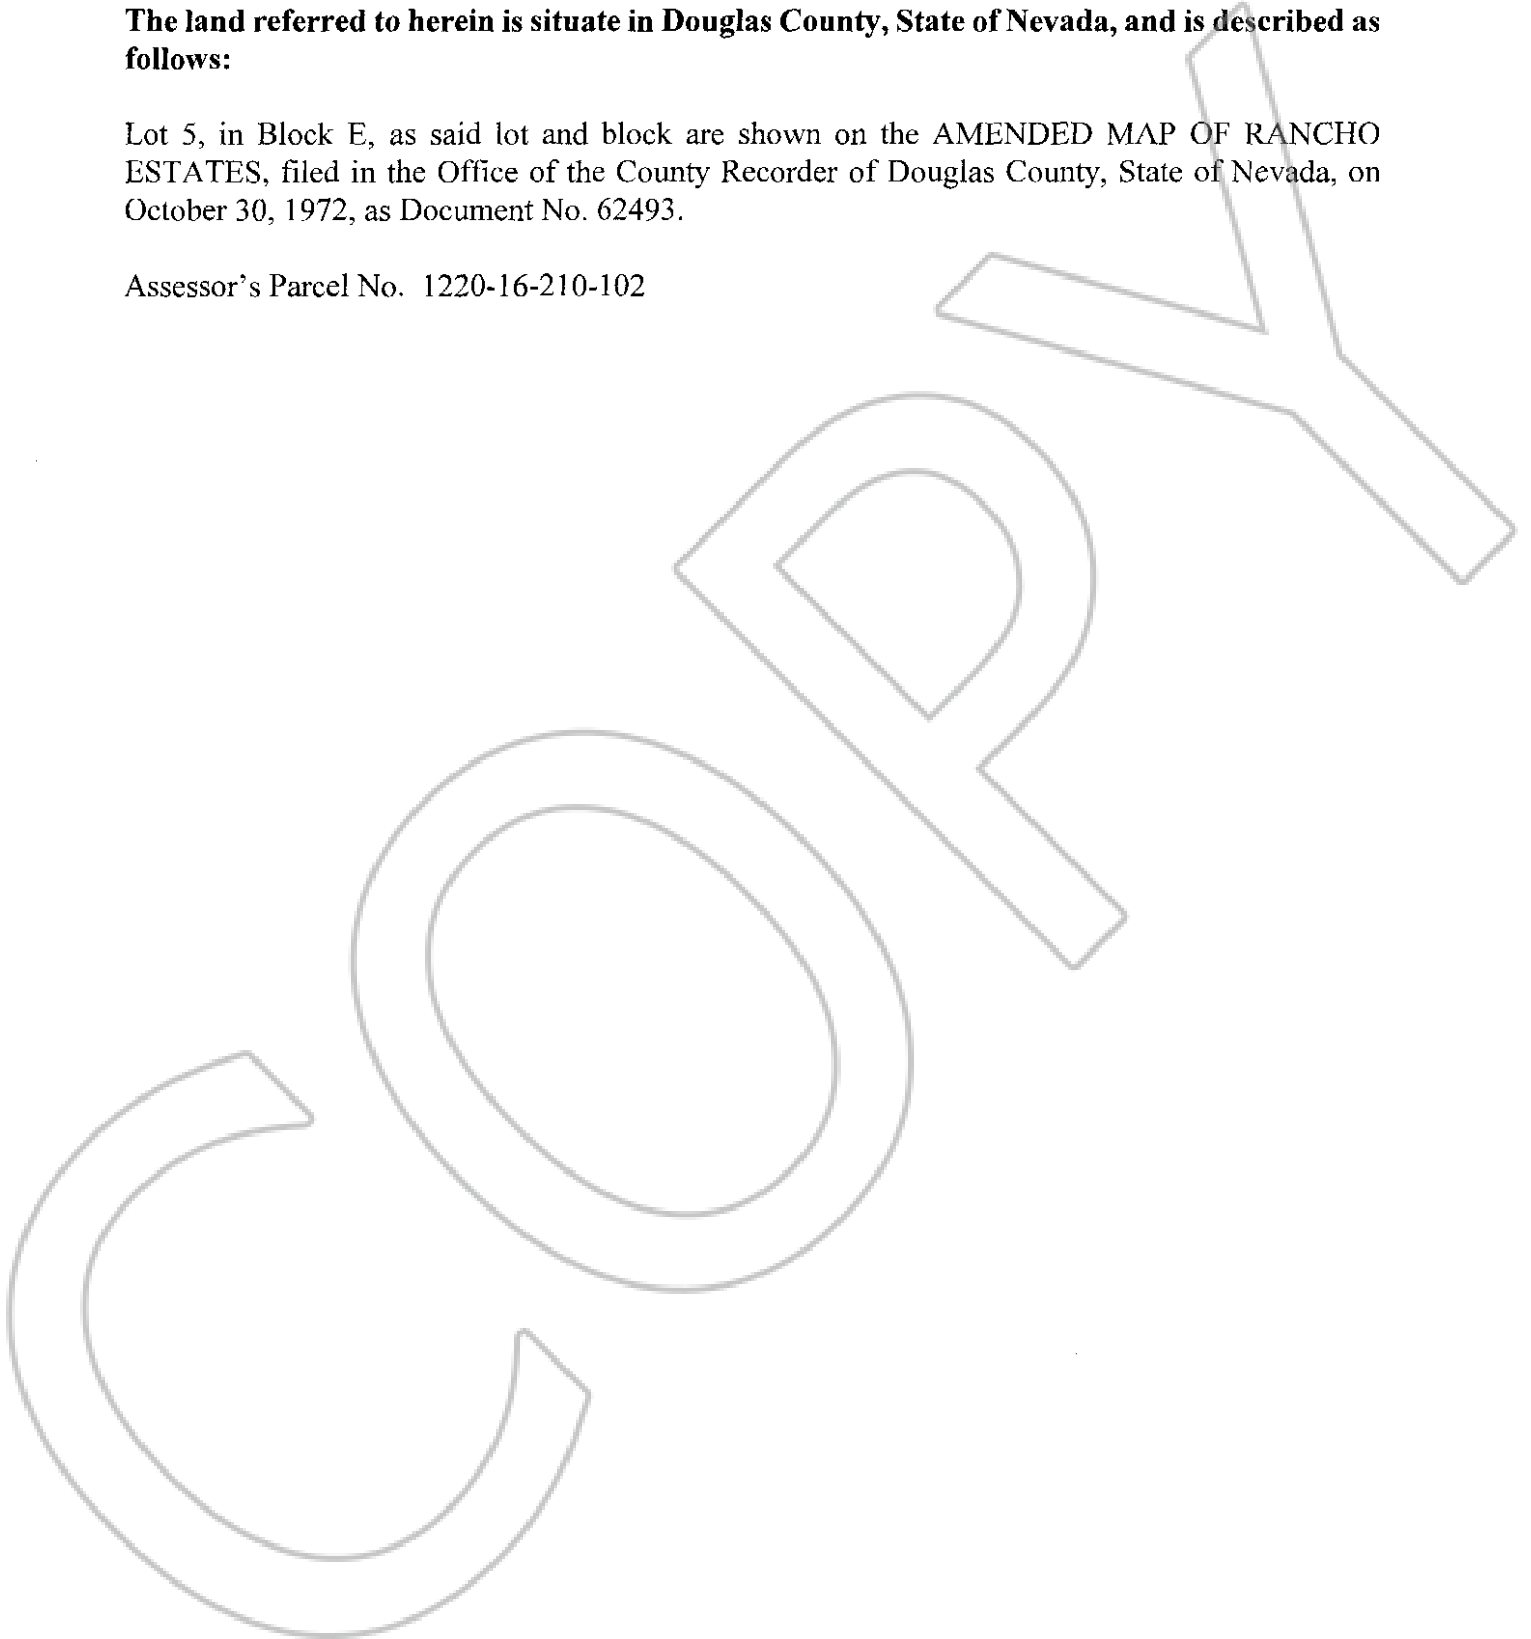 The land referred to herein is situate in Douglas County, State of Nevada, and is described as
follows:
Lot 5, in Block E, as said lot and block are shown on the AMENDED MAP OF RANCHO
ESTATES, filed in the Office of the County Recorder of Douglas County, State of Nevada, on
October 30, 1972, as Document No. 62493.
Assessor's Parcel No. 1220-16-210-102
COPY